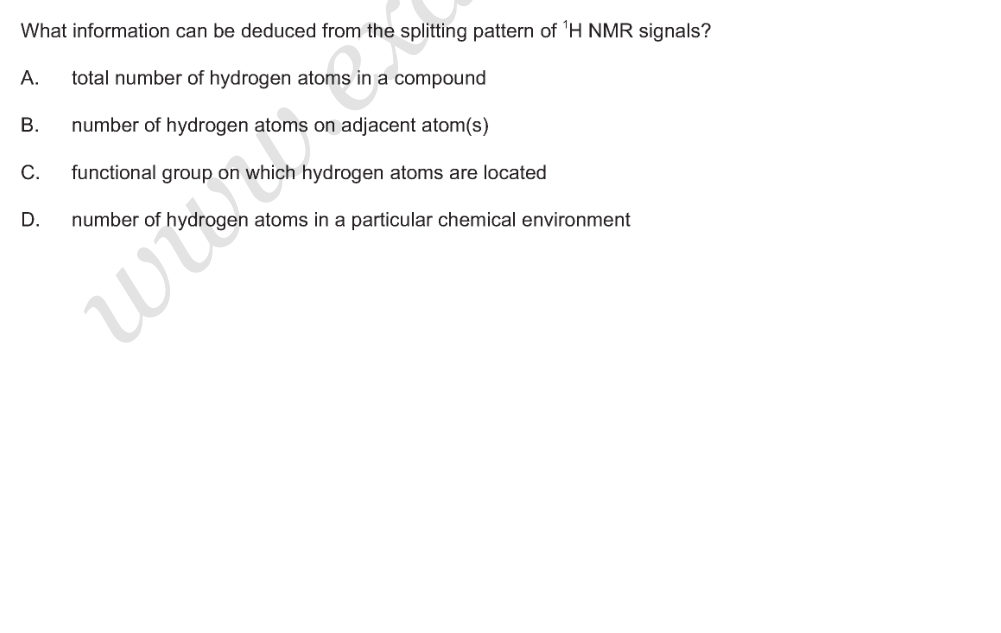 What information can be deduced from the splitting pattern of ¹H NMR signals?
A. total number of hydrogen atoms in a compound
B. number of hydrogen atoms on adjacent atom(s)
C. functional group on which hydrogen atoms are located
D. number of hydrogen atoms in a particular chemical environment
www.exa